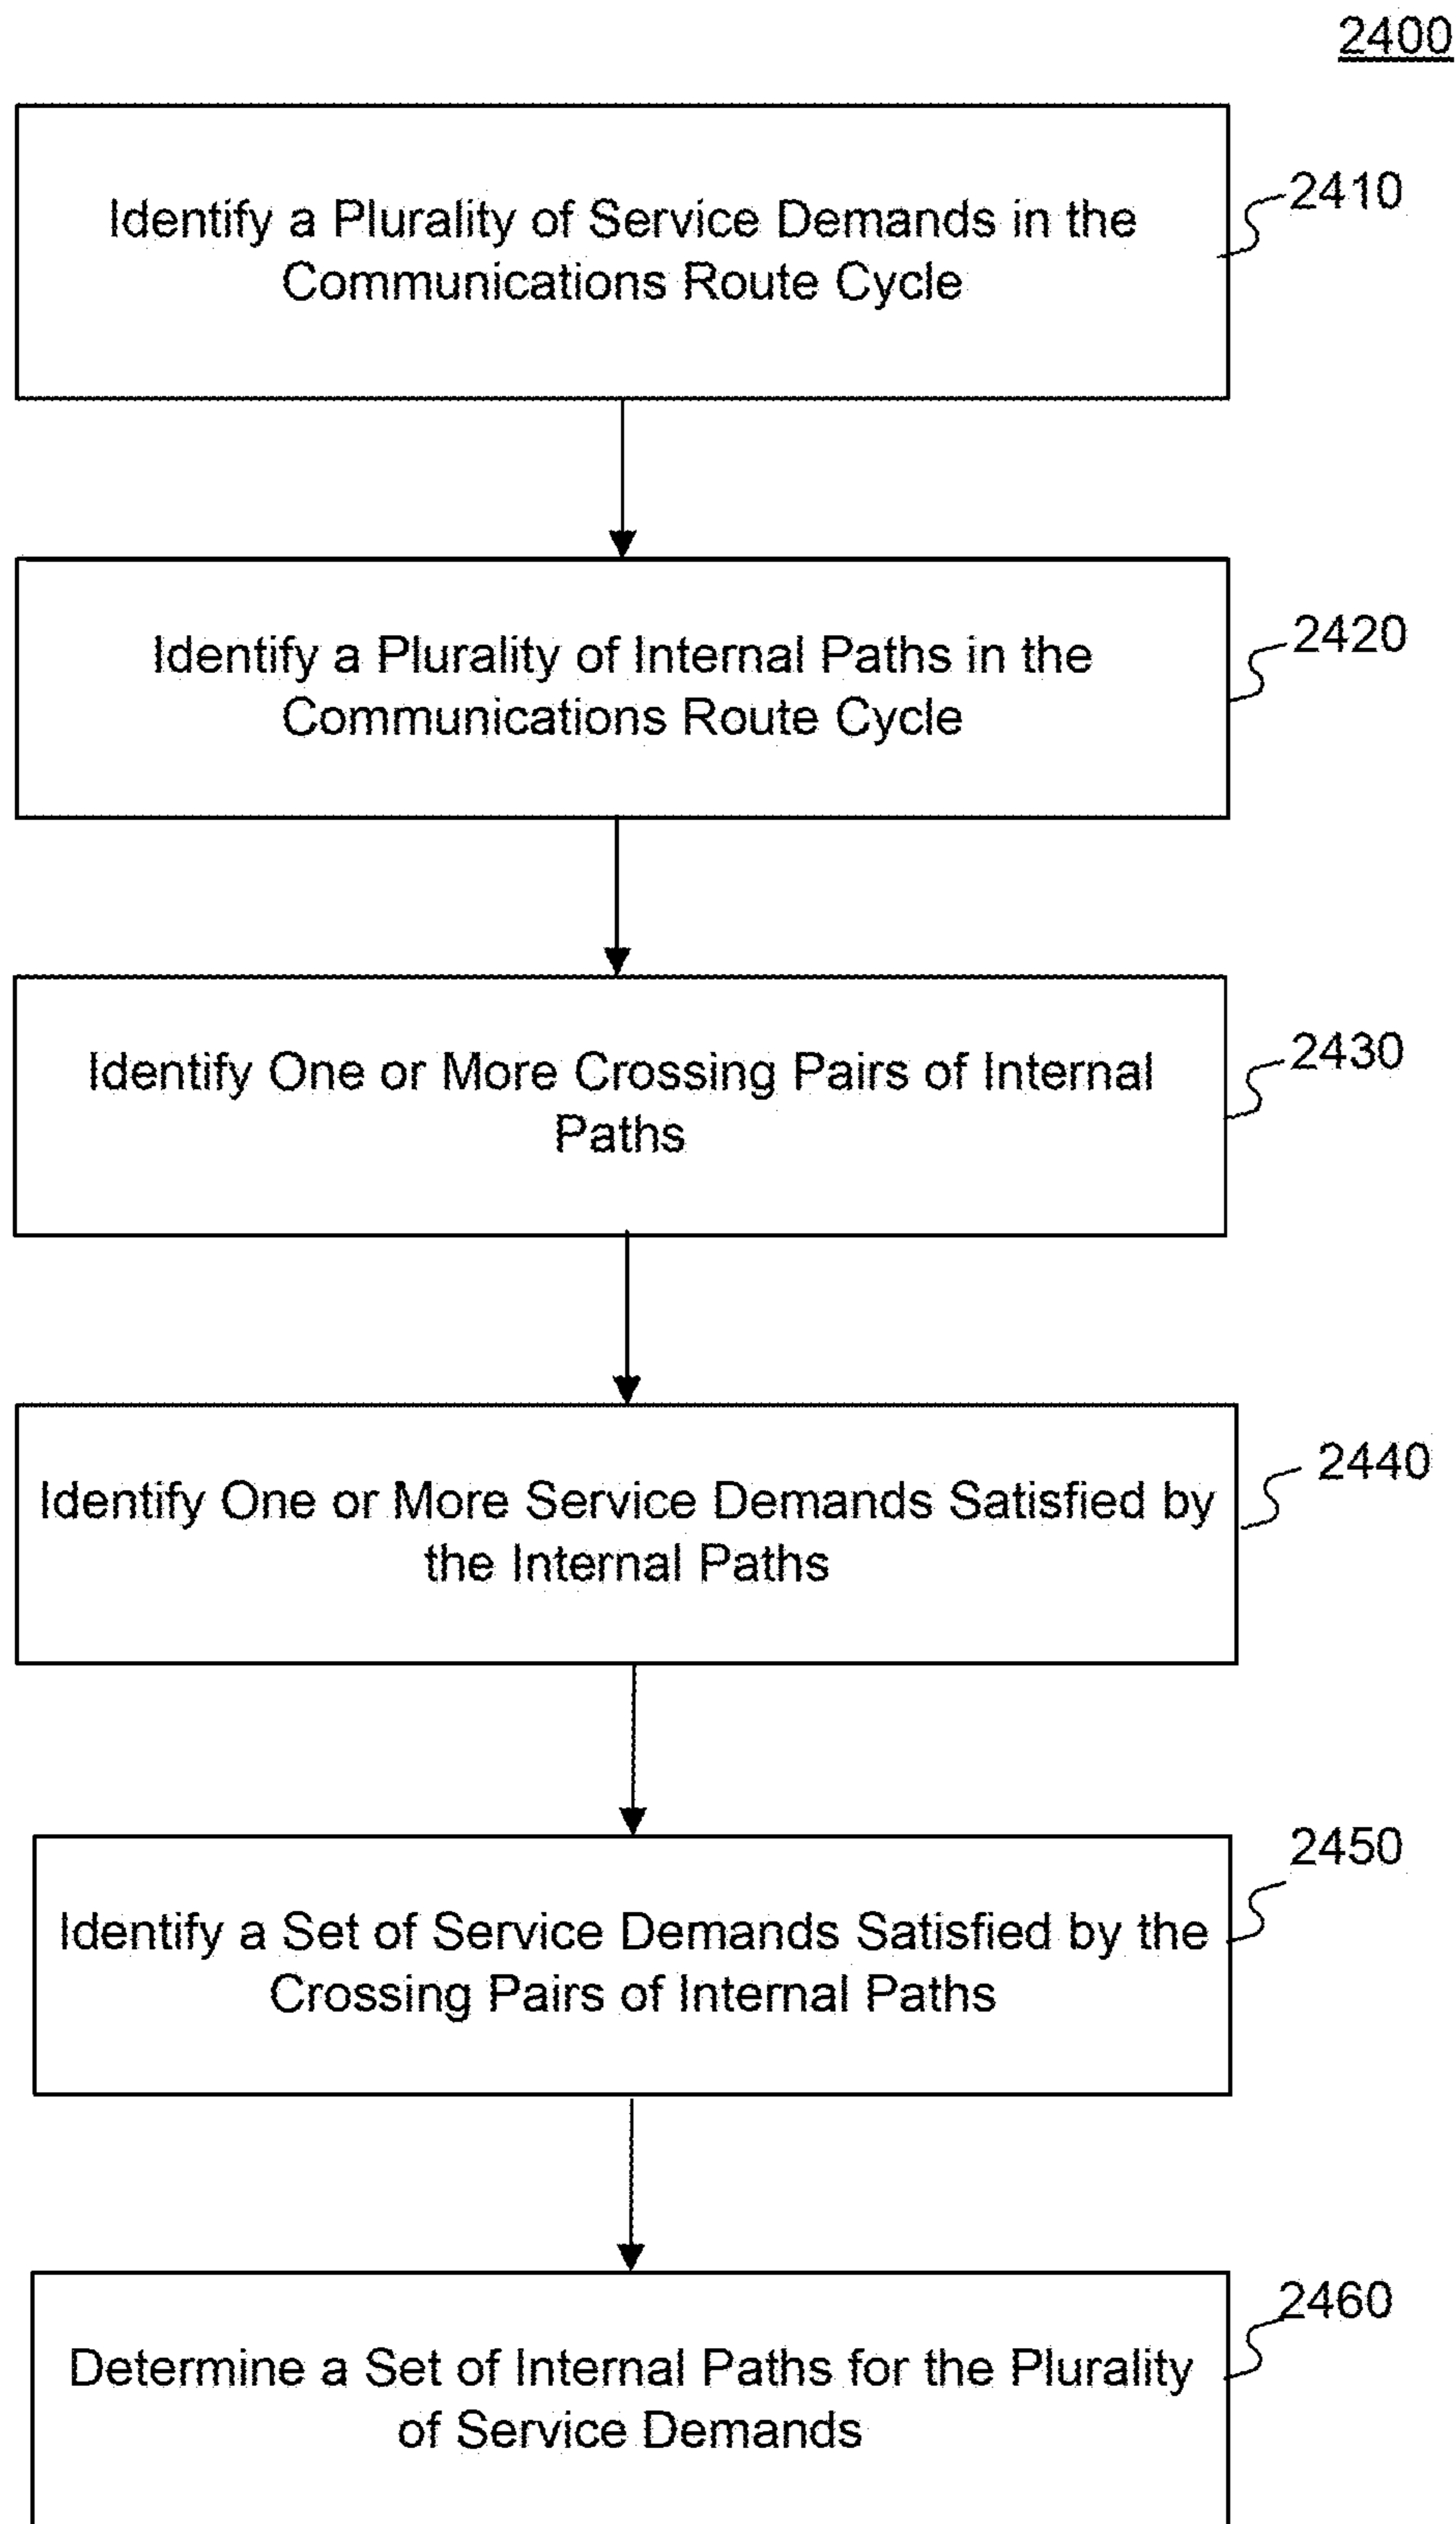 2400
Identify a Plurality of Service Demands in the
Communications Route Cycle
2410
Identify a Plurality of Internal Paths in the
Communications Route Cycle
2420
Identify One or More Crossing Pairs of Internal
Paths
2430
Identify One or More Service Demands Satisfied by
the Internal Paths
2440
Identify a Set of Service Demands Satisfied by the
Crossing Pairs of Internal Paths
2450
Determine a Set of Internal Paths for the Plurality
of Service Demands
2460